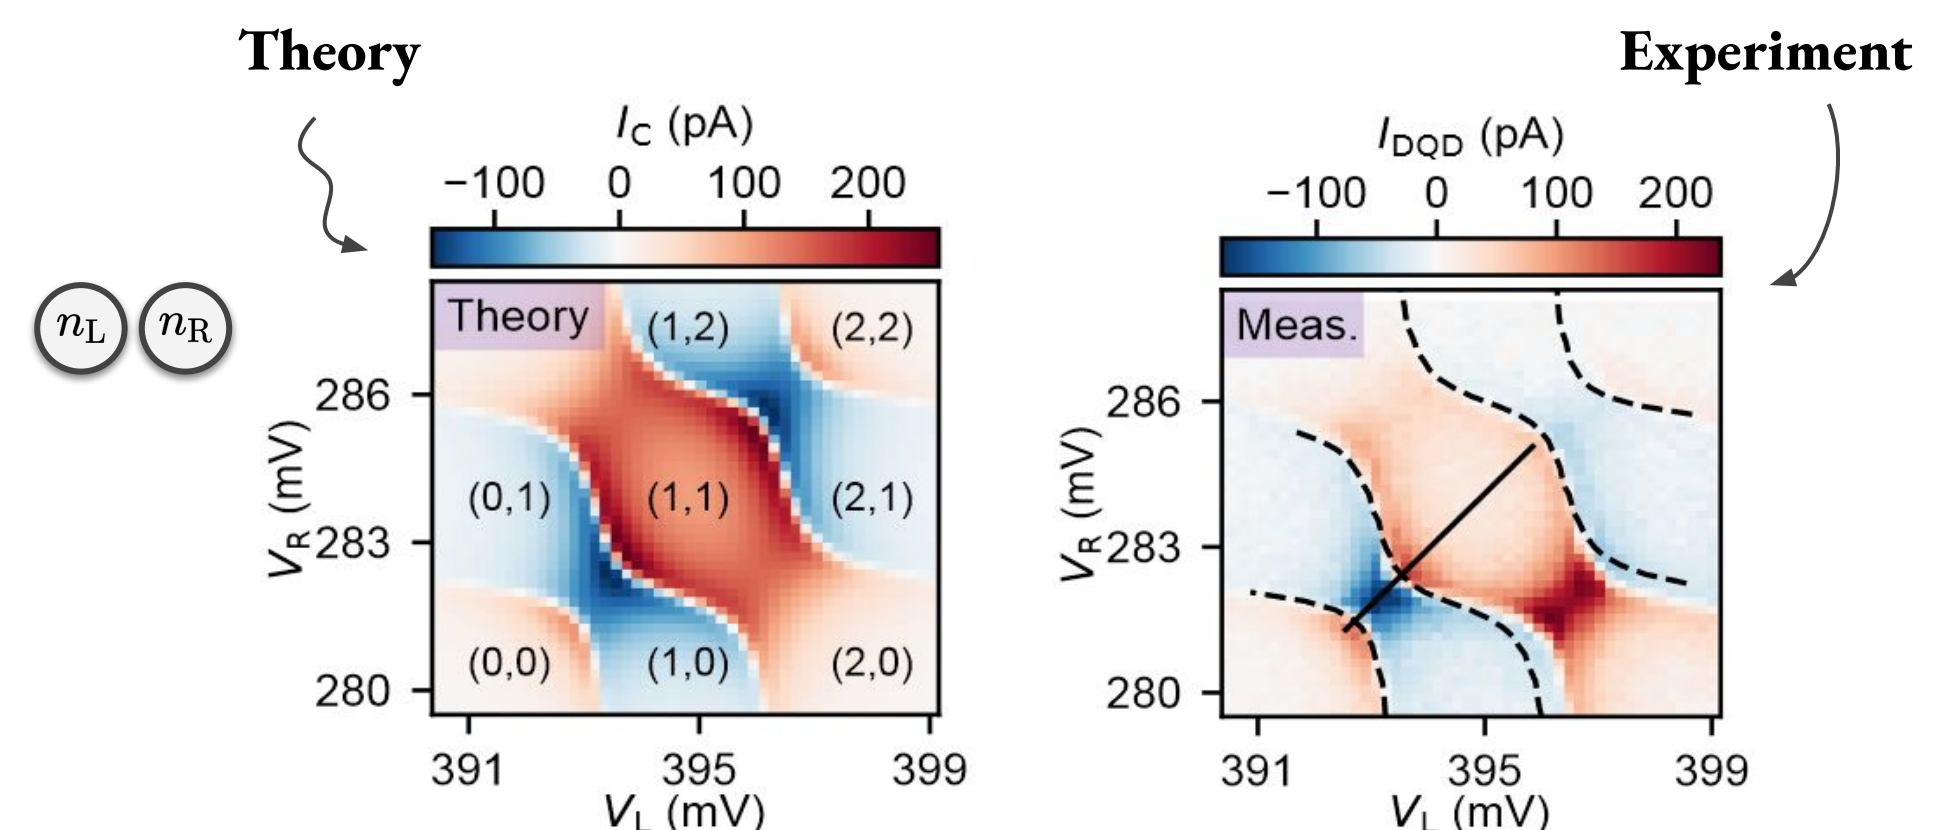 Theory
Experiment
I_C (pA)
−100 0 100 200
n_L n_R
Theory
(1,2) (2,2)
(0,1) (1,1) (2,1)
(0,0) (1,0) (2,0)
286
283
280
V_R (mV)
391 395 399
V_L (mV)
I_DQD (pA)
−100 0 100 200
Meas.
286
283
280
V_R (mV)
391 395 399
V_L (mV)